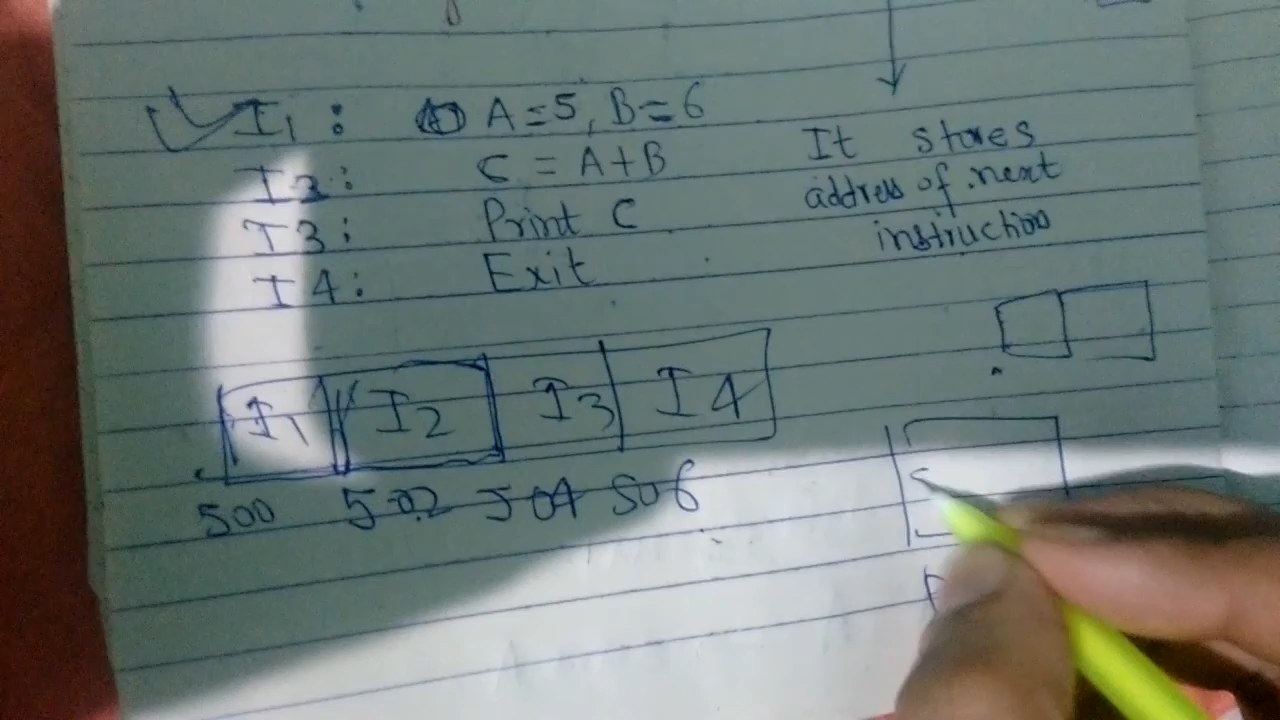 I1: A=5, B=6
I2: C = A+B
I3: Print C
I4: Exit
It stores
address of next
instruction
I1 I2 I3 I4
500 502 504 506